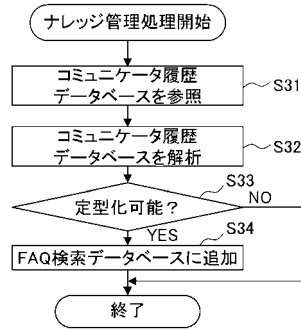 ナレッジ管理処理開始
コミュニケータ履歴
データベースを参照
S31
コミュニケータ履歴
データベースを解析
S32
S33
定型化可能?
NO
YES
S34
FAQ検索データベースに追加
終了